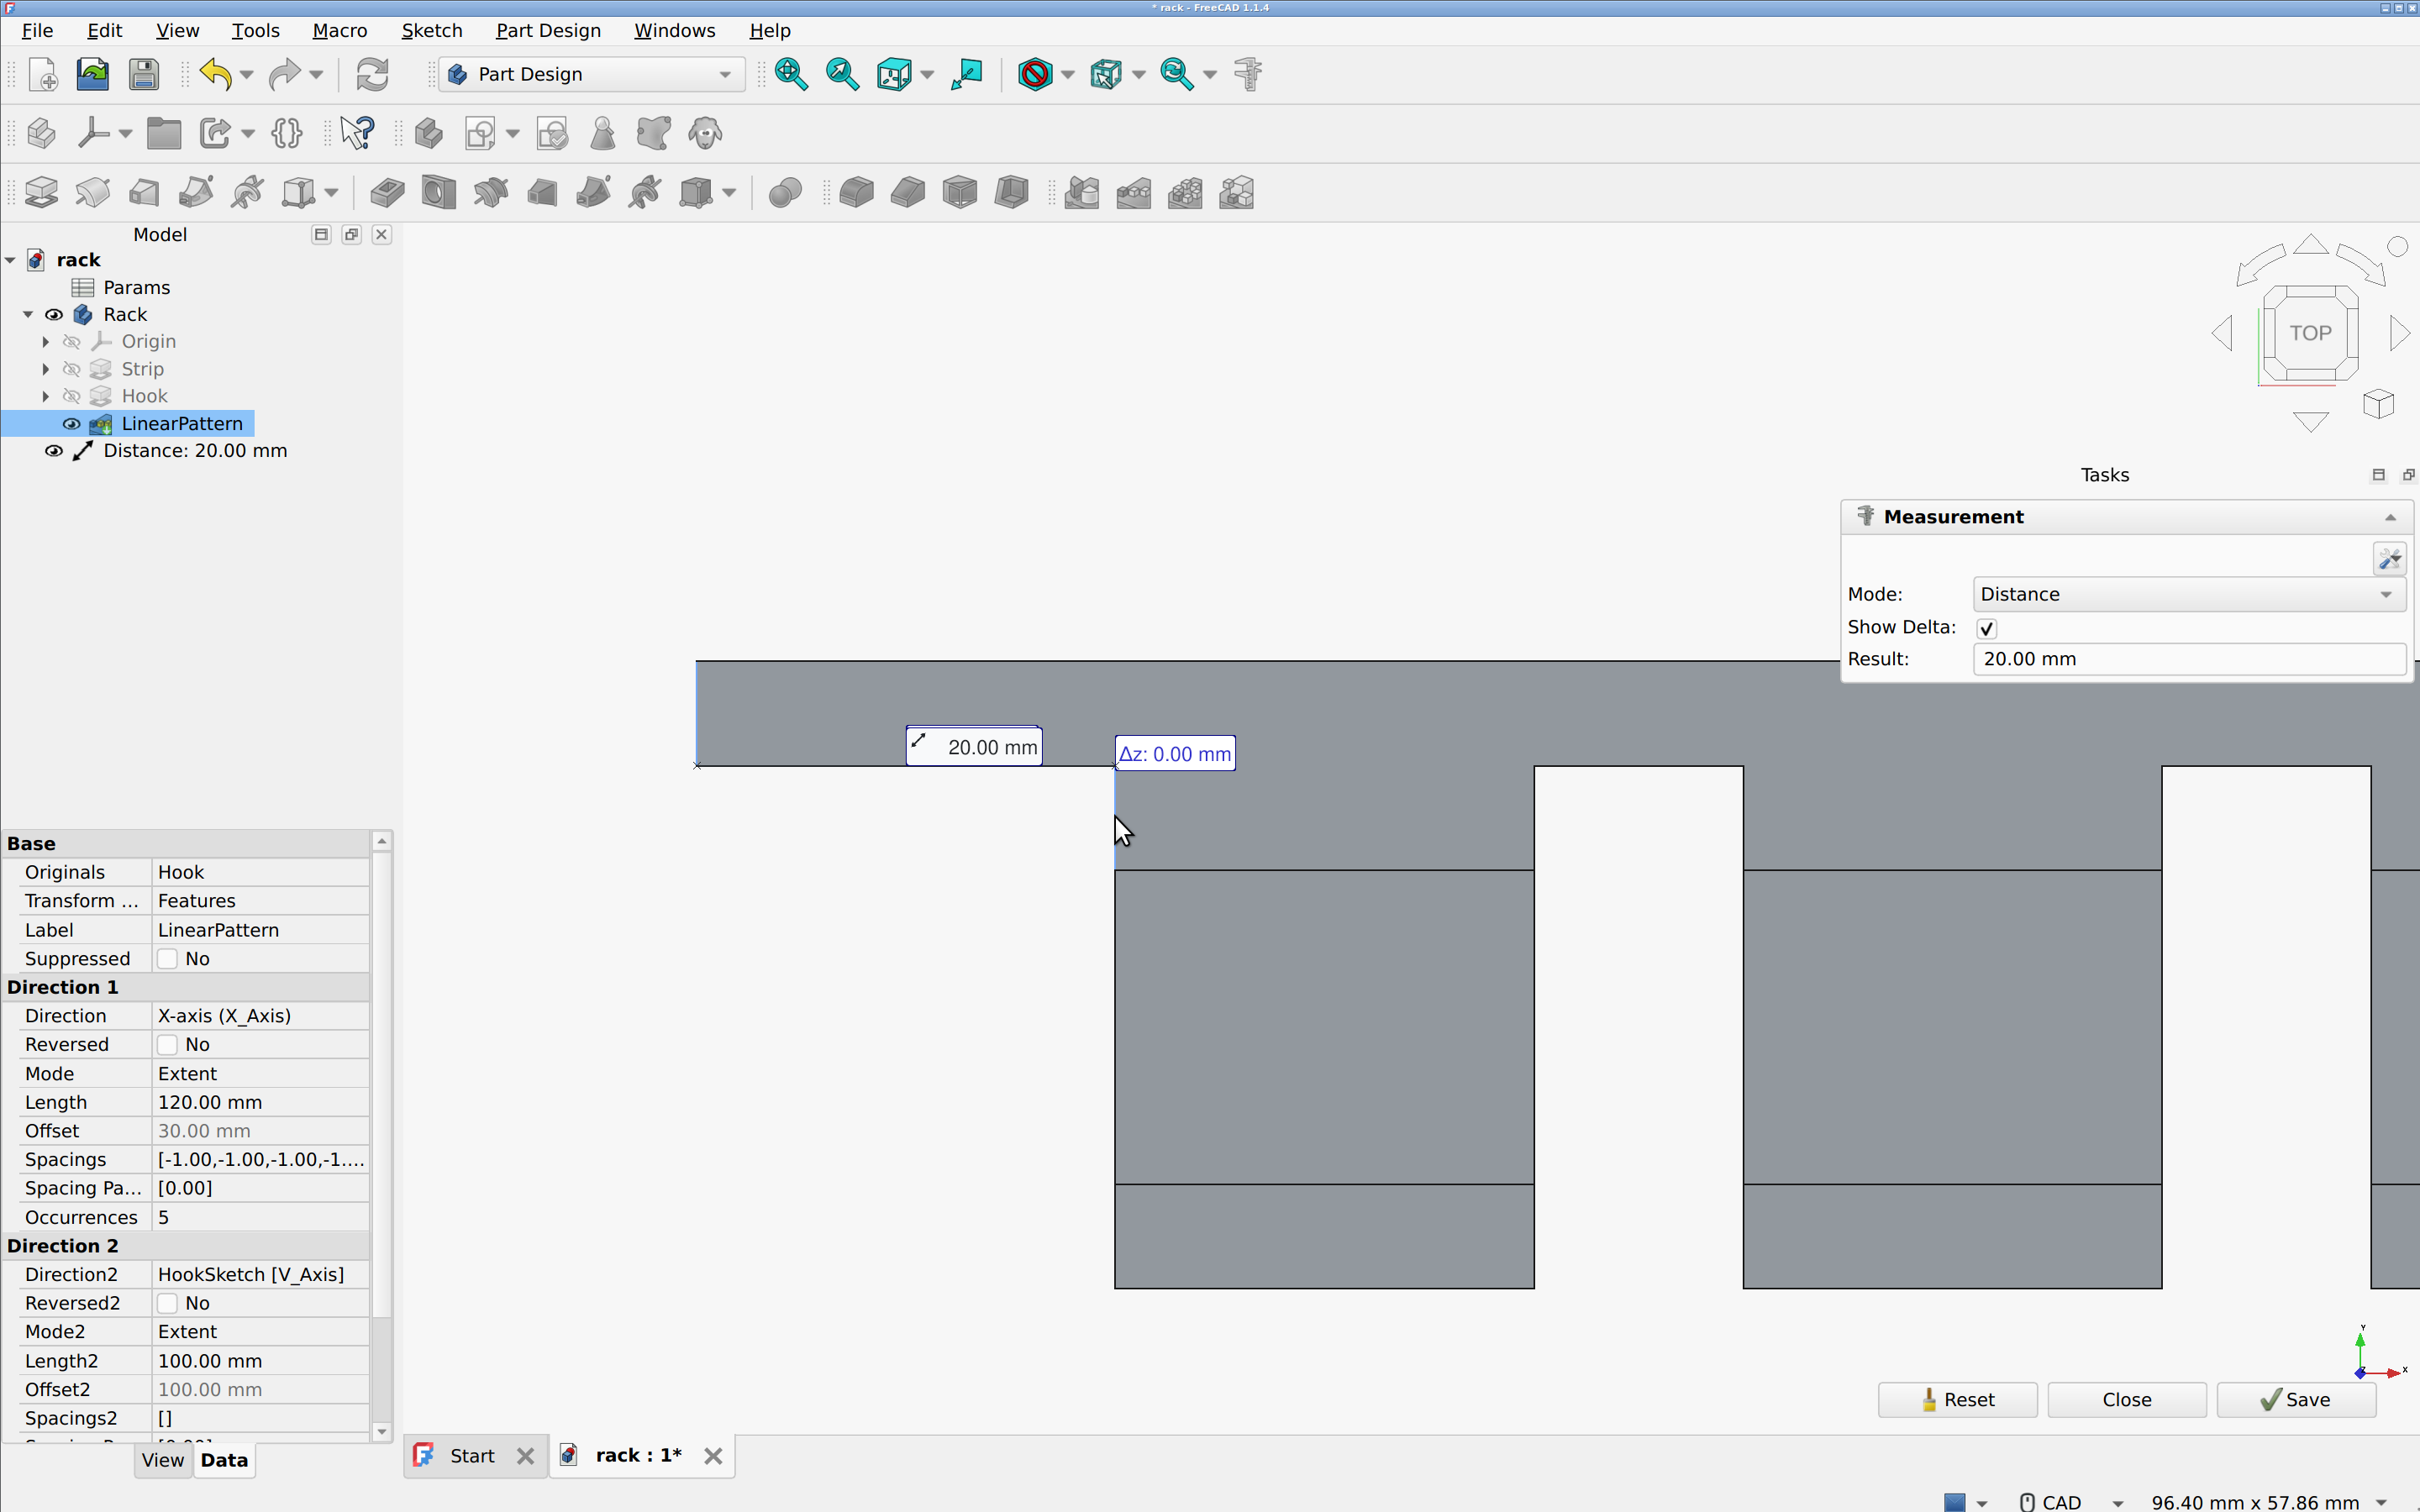 * rack - FreeCAD 1.1.4
File Edit View Tools Macro Sketch Part Design Windows Help
Part Design
Model
rack
Params
Rack
Origin
Strip
Hook
LinearPattern
Distance: 20.00 mm
TOP
Tasks
Measurement
Mode: Distance
Show Delta:
Result: 20.00 mm
20.00 mm
Δz: 0.00 mm
Base
Originals Hook
Transform ... Features
Label LinearPattern
Suppressed No
Direction 1
Direction X-axis (X_Axis)
Reversed No
Mode Extent
Length 120.00 mm
Offset 30.00 mm
Spacings [-1.00,-1.00,-1.00,-1....
Spacing Pa... [0.00]
Occurrences 5
Direction 2
Direction2 HookSketch [V_Axis]
Reversed2 No
Mode2 Extent
Length2 100.00 mm
Offset2 100.00 mm
Spacings2 []
Y
X
Reset Close Save
View Data
Start rack : 1*
CAD 96.40 mm x 57.86 mm